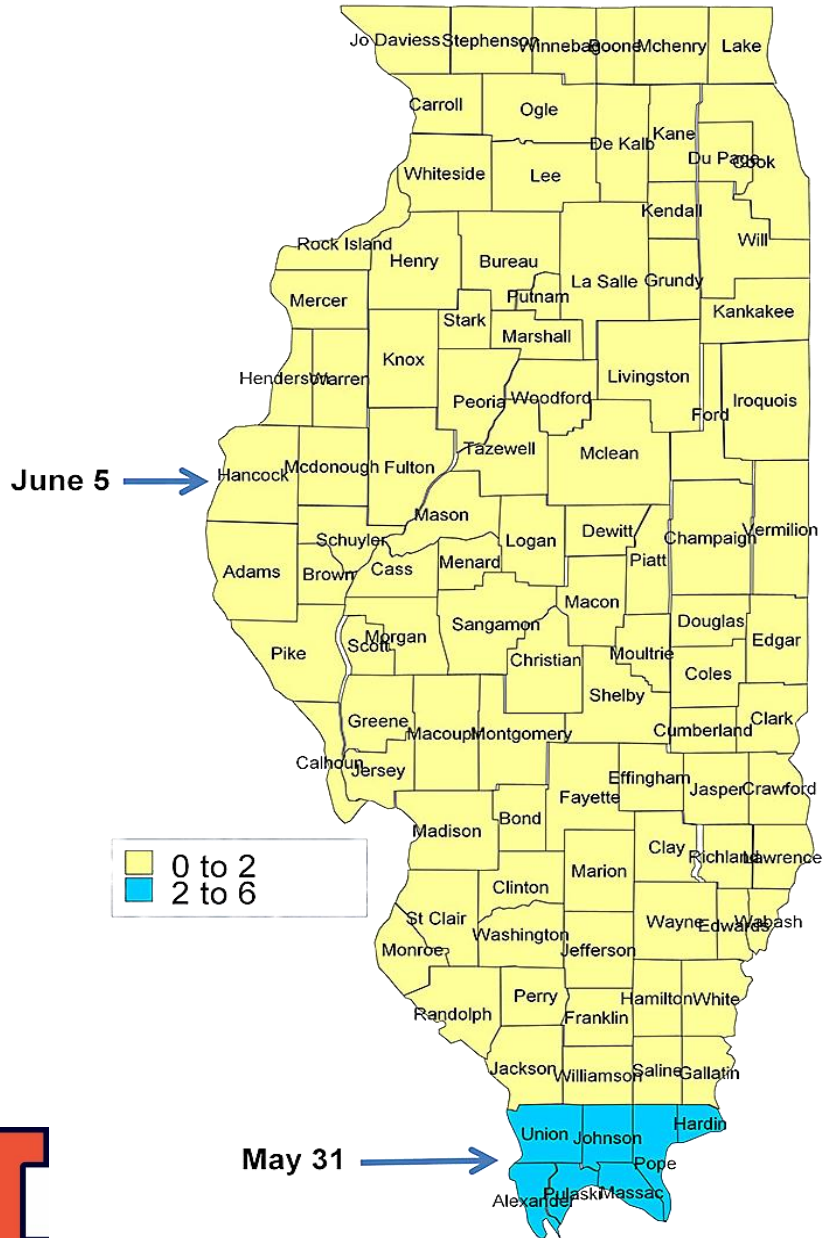 Jo Daviess Stephenson Winnebago Boone Mchenry Lake
Carroll Ogle De Kalb Kane Du Page Cook
Whiteside Lee Kendall Will
Rock Island Henry Bureau La Salle Grundy
Mercer Putnam Kankakee
Stark Marshall
Henderson Warren Knox Peoria Woodford Livingston Ford Iroquois
June 5 Hancock Mcdonough Fulton Tazewell Mclean
Mason
Schuyler Logan Dewitt Champaign Vermilion
Adams Brown Cass Menard Piatt
Macon
Pike Scott Morgan Sangamon Christian Moultrie Douglas Edgar
Shelby Coles
Greene Macoupin Montgomery Cumberland Clark
Calhoun Jersey
Fayette Effingham Jasper Crawford
Madison Bond
Clay Richland Lawrence
0 to 2
2 to 6
Clinton Marion
St Clair Washington Wayne Edwards Wabash
Monroe Jefferson
Randolph Perry Franklin Hamilton White
Jackson Williamson Saline Gallatin
May 31 Union Johnson Hardin
Pope
Alexander Pulaski Massac